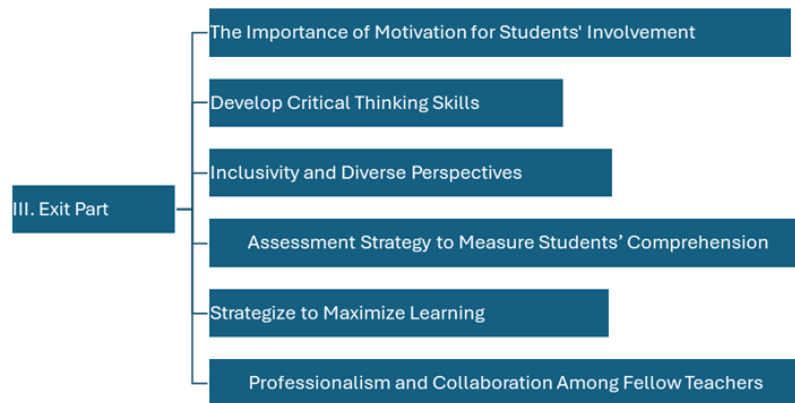 The Importance of Motivation for Students' Involvement
Develop Critical Thinking Skills
Inclusivity and Diverse Perspectives
III. Exit Part
Assessment Strategy to Measure Students’ Comprehension
Strategize to Maximize Learning
Professionalism and Collaboration Among Fellow Teachers